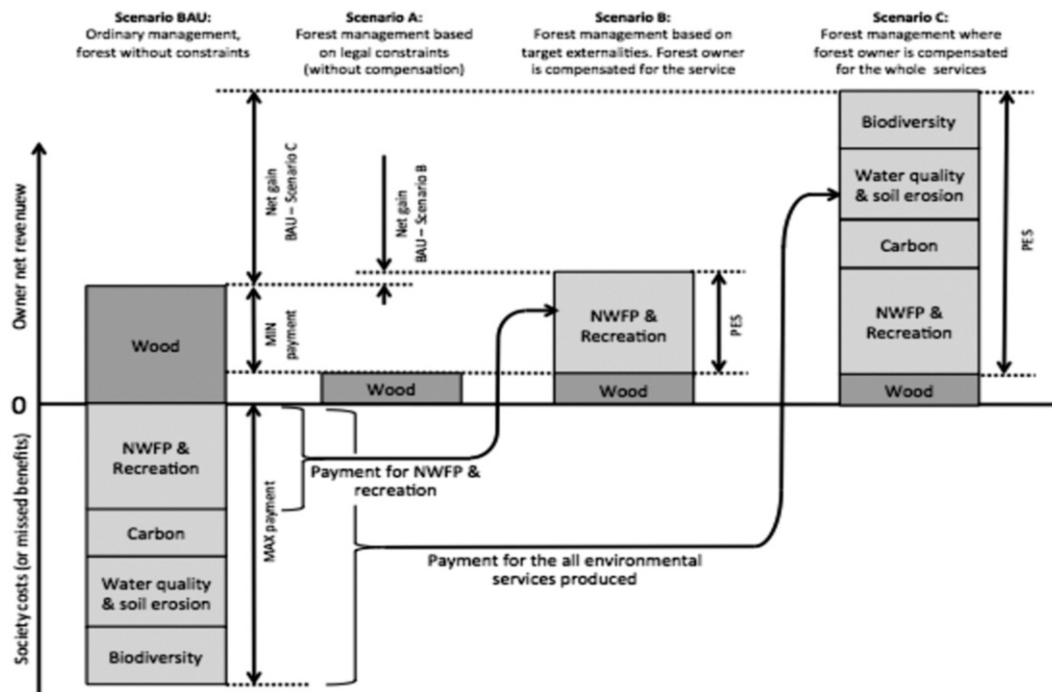 Scenario BAU:
Ordinary management,
forest without constraints
Scenario A:
Forest management based
on legal constraints
(without compensation)
Scenario B:
Forest management based on
target externalities. Forest owner
is compensated for the service
Scenario C:
Forest management where
forest owner is compensated
for the whole services
Owner net revenuew
0
Society costs (or missed benefits)
Wood
NWFP &
Recreation
Carbon
Water quality
& soil erosion
Biodiversity
Net gain
BAU – Scenario C
MIN
payment
MAX payment
Net gain
BAU – Scenario B
Wood
Payment for NWFP &
recreation
Payment for the all environmental
services produced
NWFP &
Recreation
Wood
PES
Biodiversity
Water quality
& soil erosion
Carbon
NWFP &
Recreation
Wood
PES